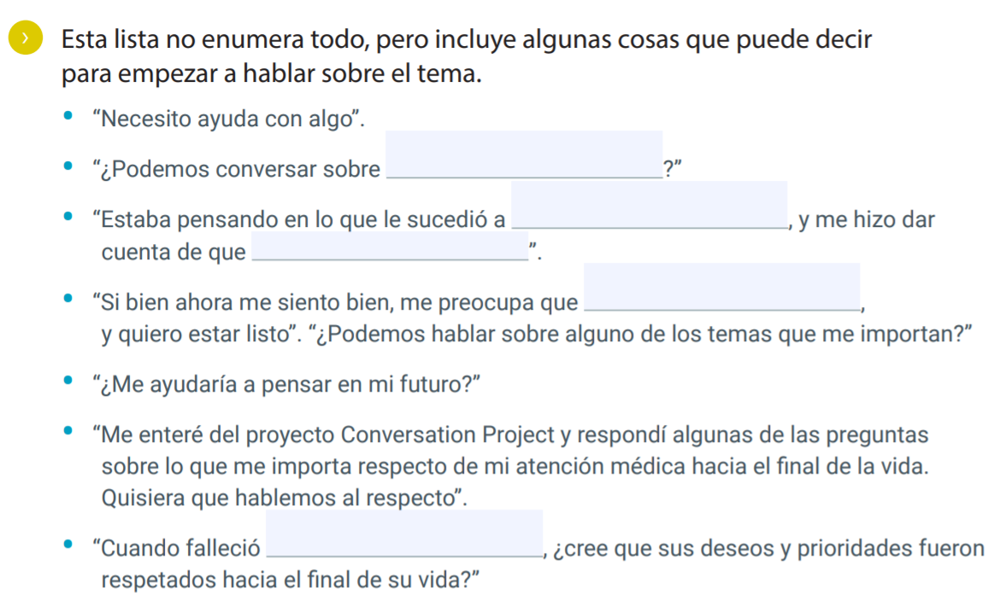 Esta lista no enumera todo, pero incluye algunas cosas que puede decir
para empezar a hablar sobre el tema.
• “Necesito ayuda con algo”.
• “¿Podemos conversar sobre ____________________?”
• “Estaba pensando en lo que le sucedió a ____________________, y me hizo dar
cuenta de que ____________________”.
• “Si bien ahora me siento bien, me preocupa que ____________________,
y quiero estar listo”. “¿Podemos hablar sobre alguno de los temas que me importan?”
• “¿Me ayudaría a pensar en mi futuro?”
• “Me enteré del proyecto Conversation Project y respondí algunas de las preguntas
sobre lo que me importa respecto de mi atención médica hacia el final de la vida.
Quisiera que hablemos al respecto”.
• “Cuando falleció ____________________, ¿cree que sus deseos y prioridades fueron
respetados hacia el final de su vida?”